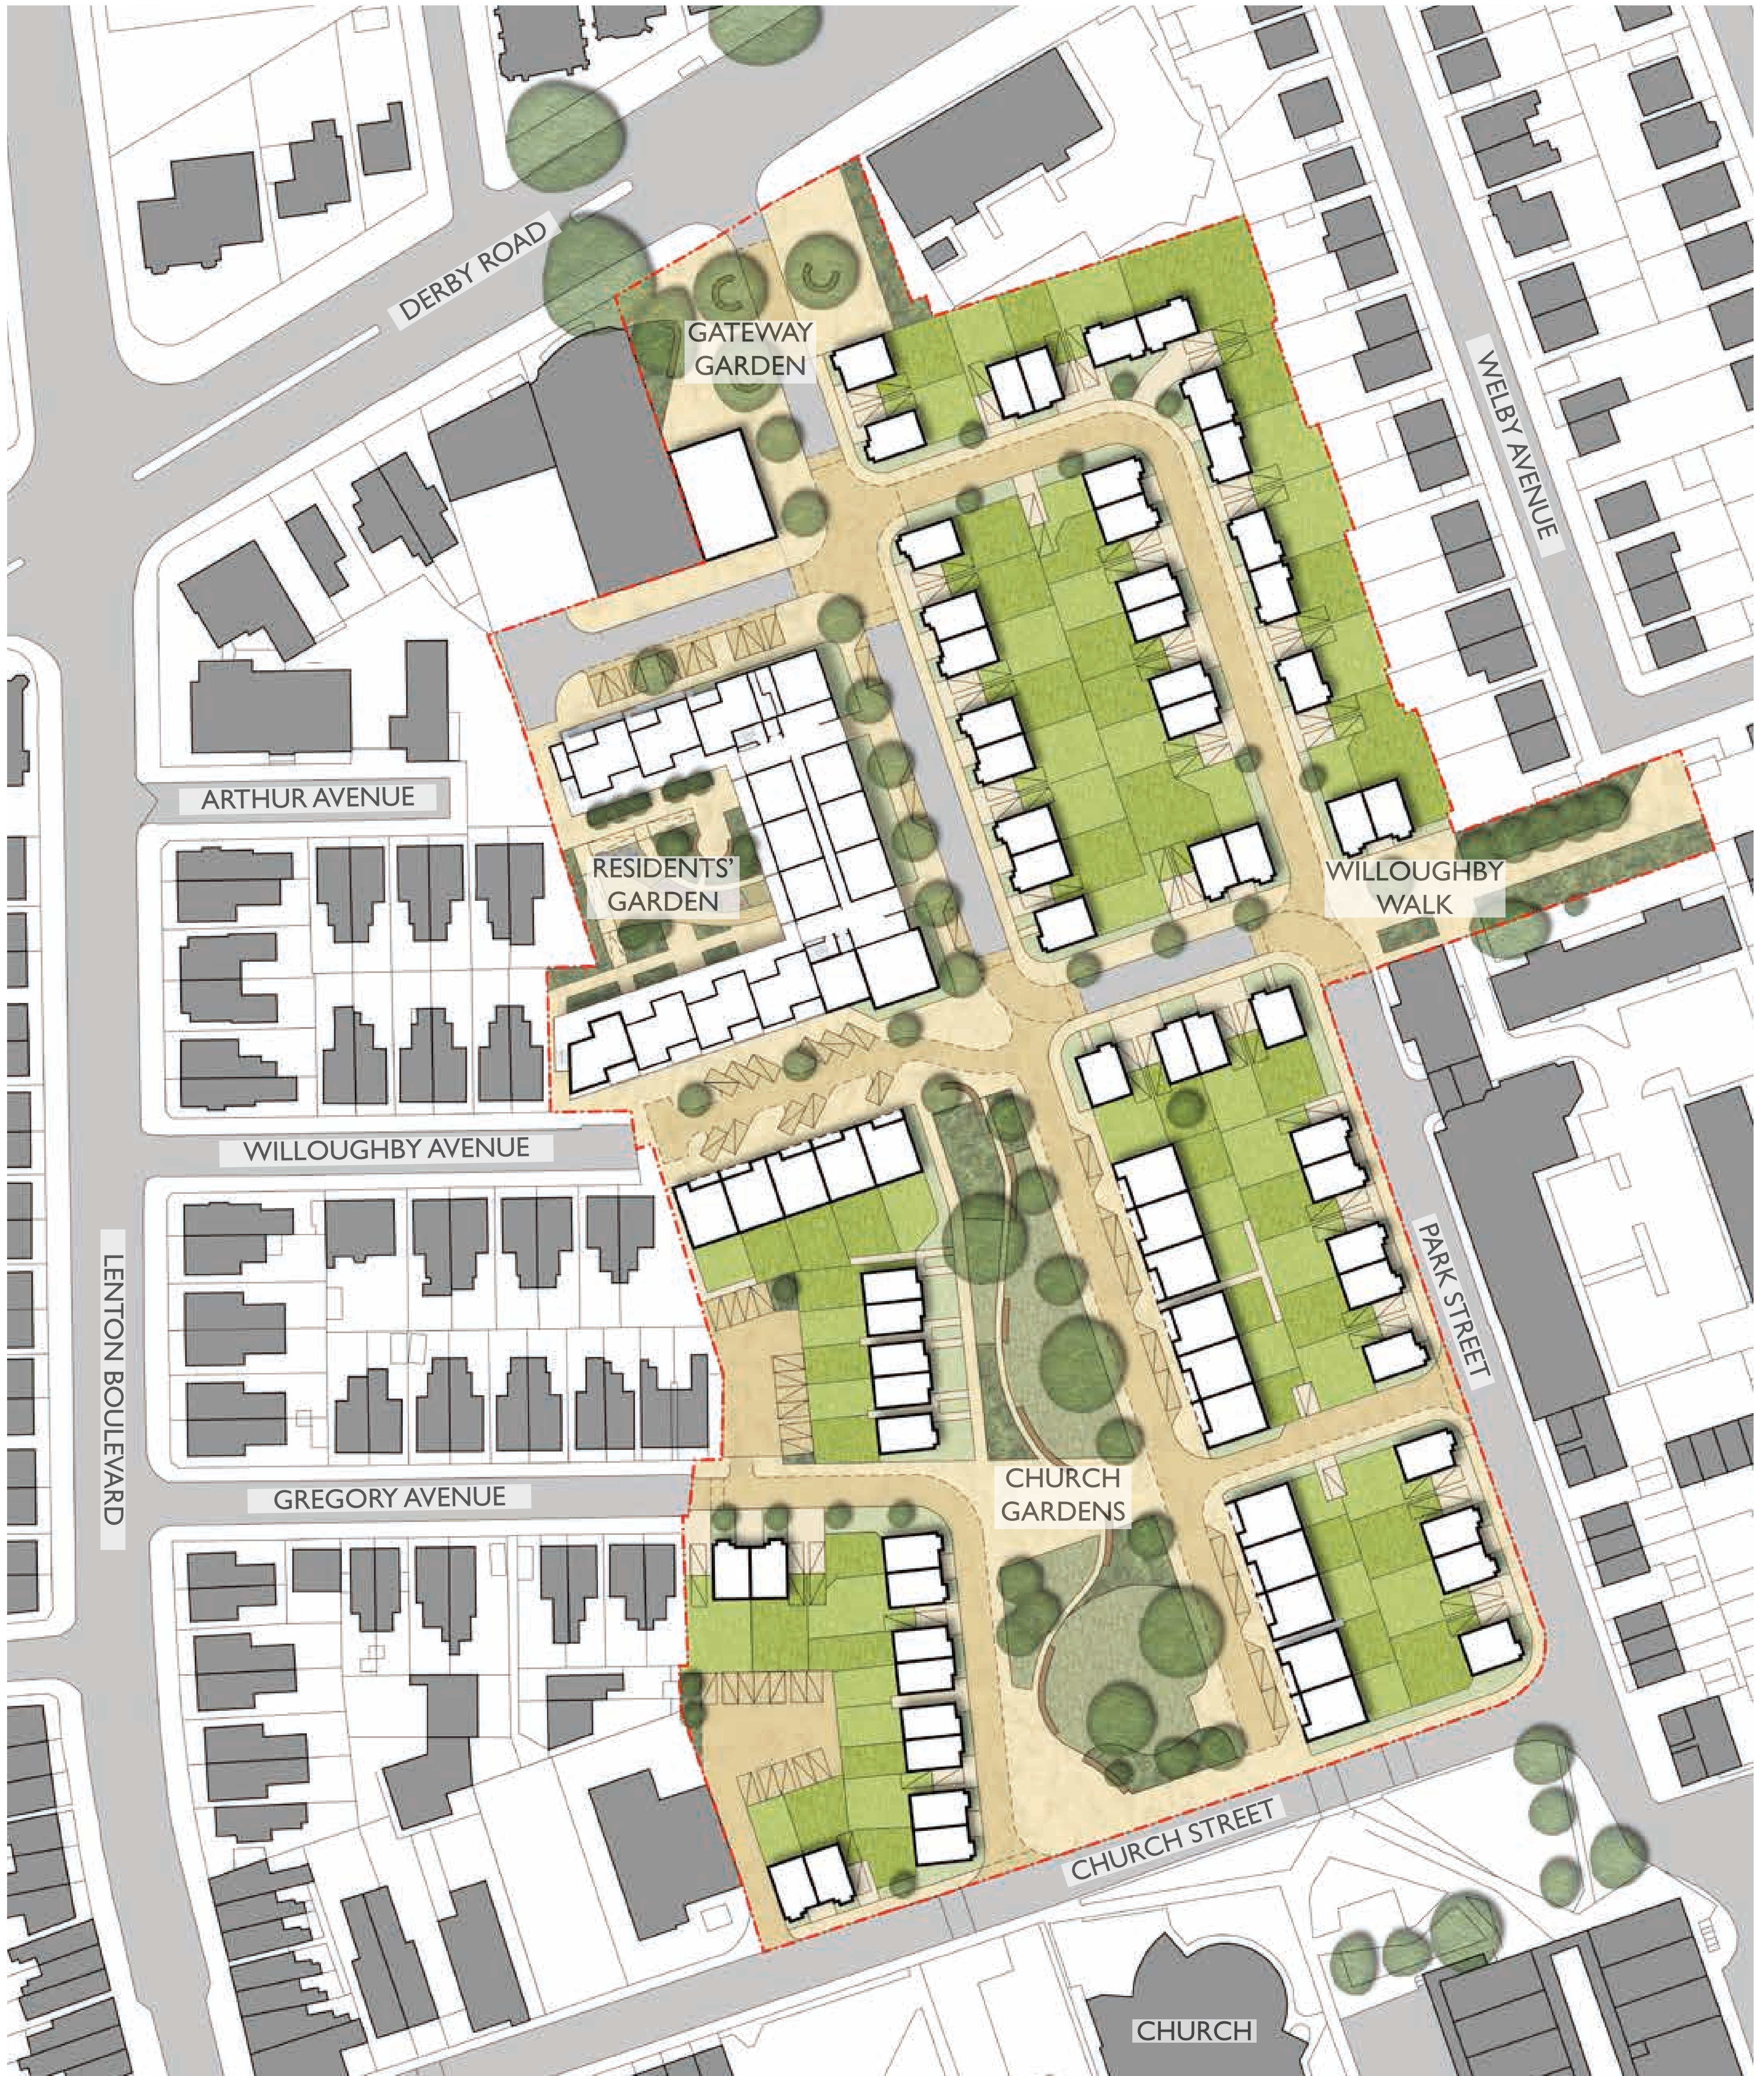 DERBY ROAD
GATEWAY
GARDEN
WELBY AVENUE
ARTHUR AVENUE
RESIDENTS'
GARDEN
WILLOUGHBY
WALK
WILLOUGHBY AVENUE
LENTON BOULEVARD
PARK STREET
GREGORY AVENUE
CHURCH
GARDENS
CHURCH STREET
CHURCH